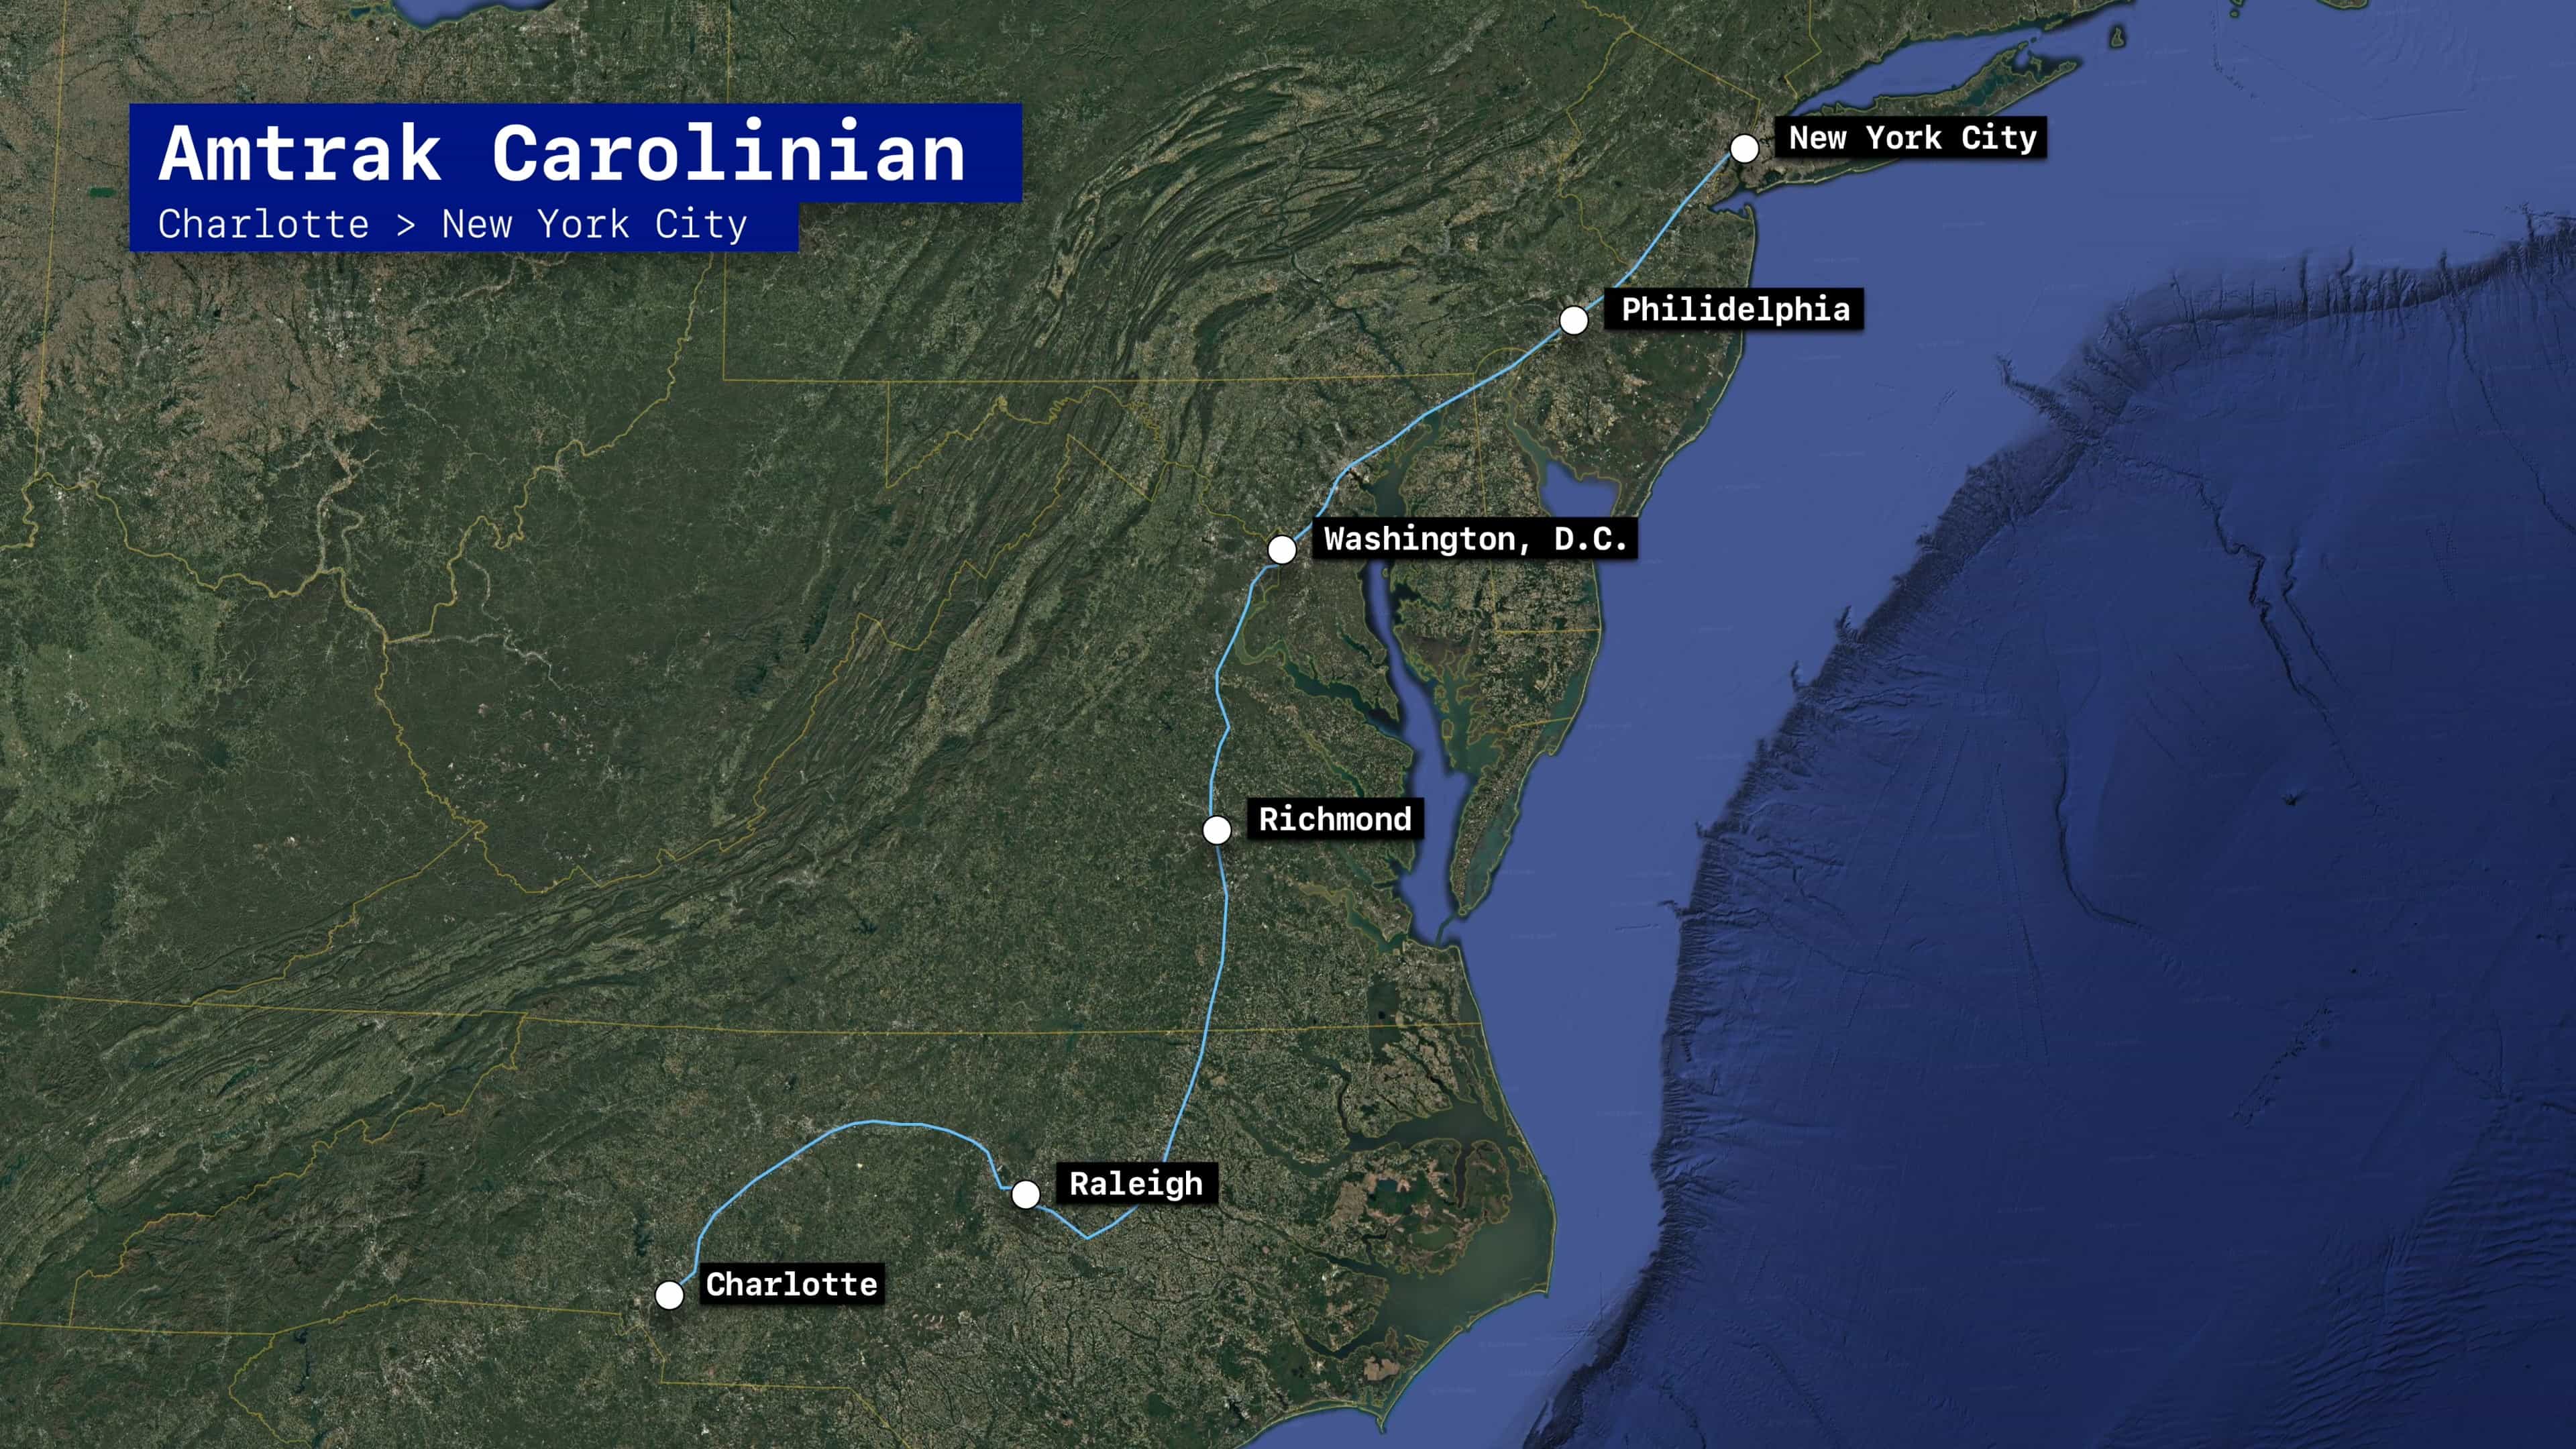 Amtrak Carolinian
Charlotte > New York City
New York City
Philidelphia
Washington, D.C.
Richmond
Raleigh
Charlotte